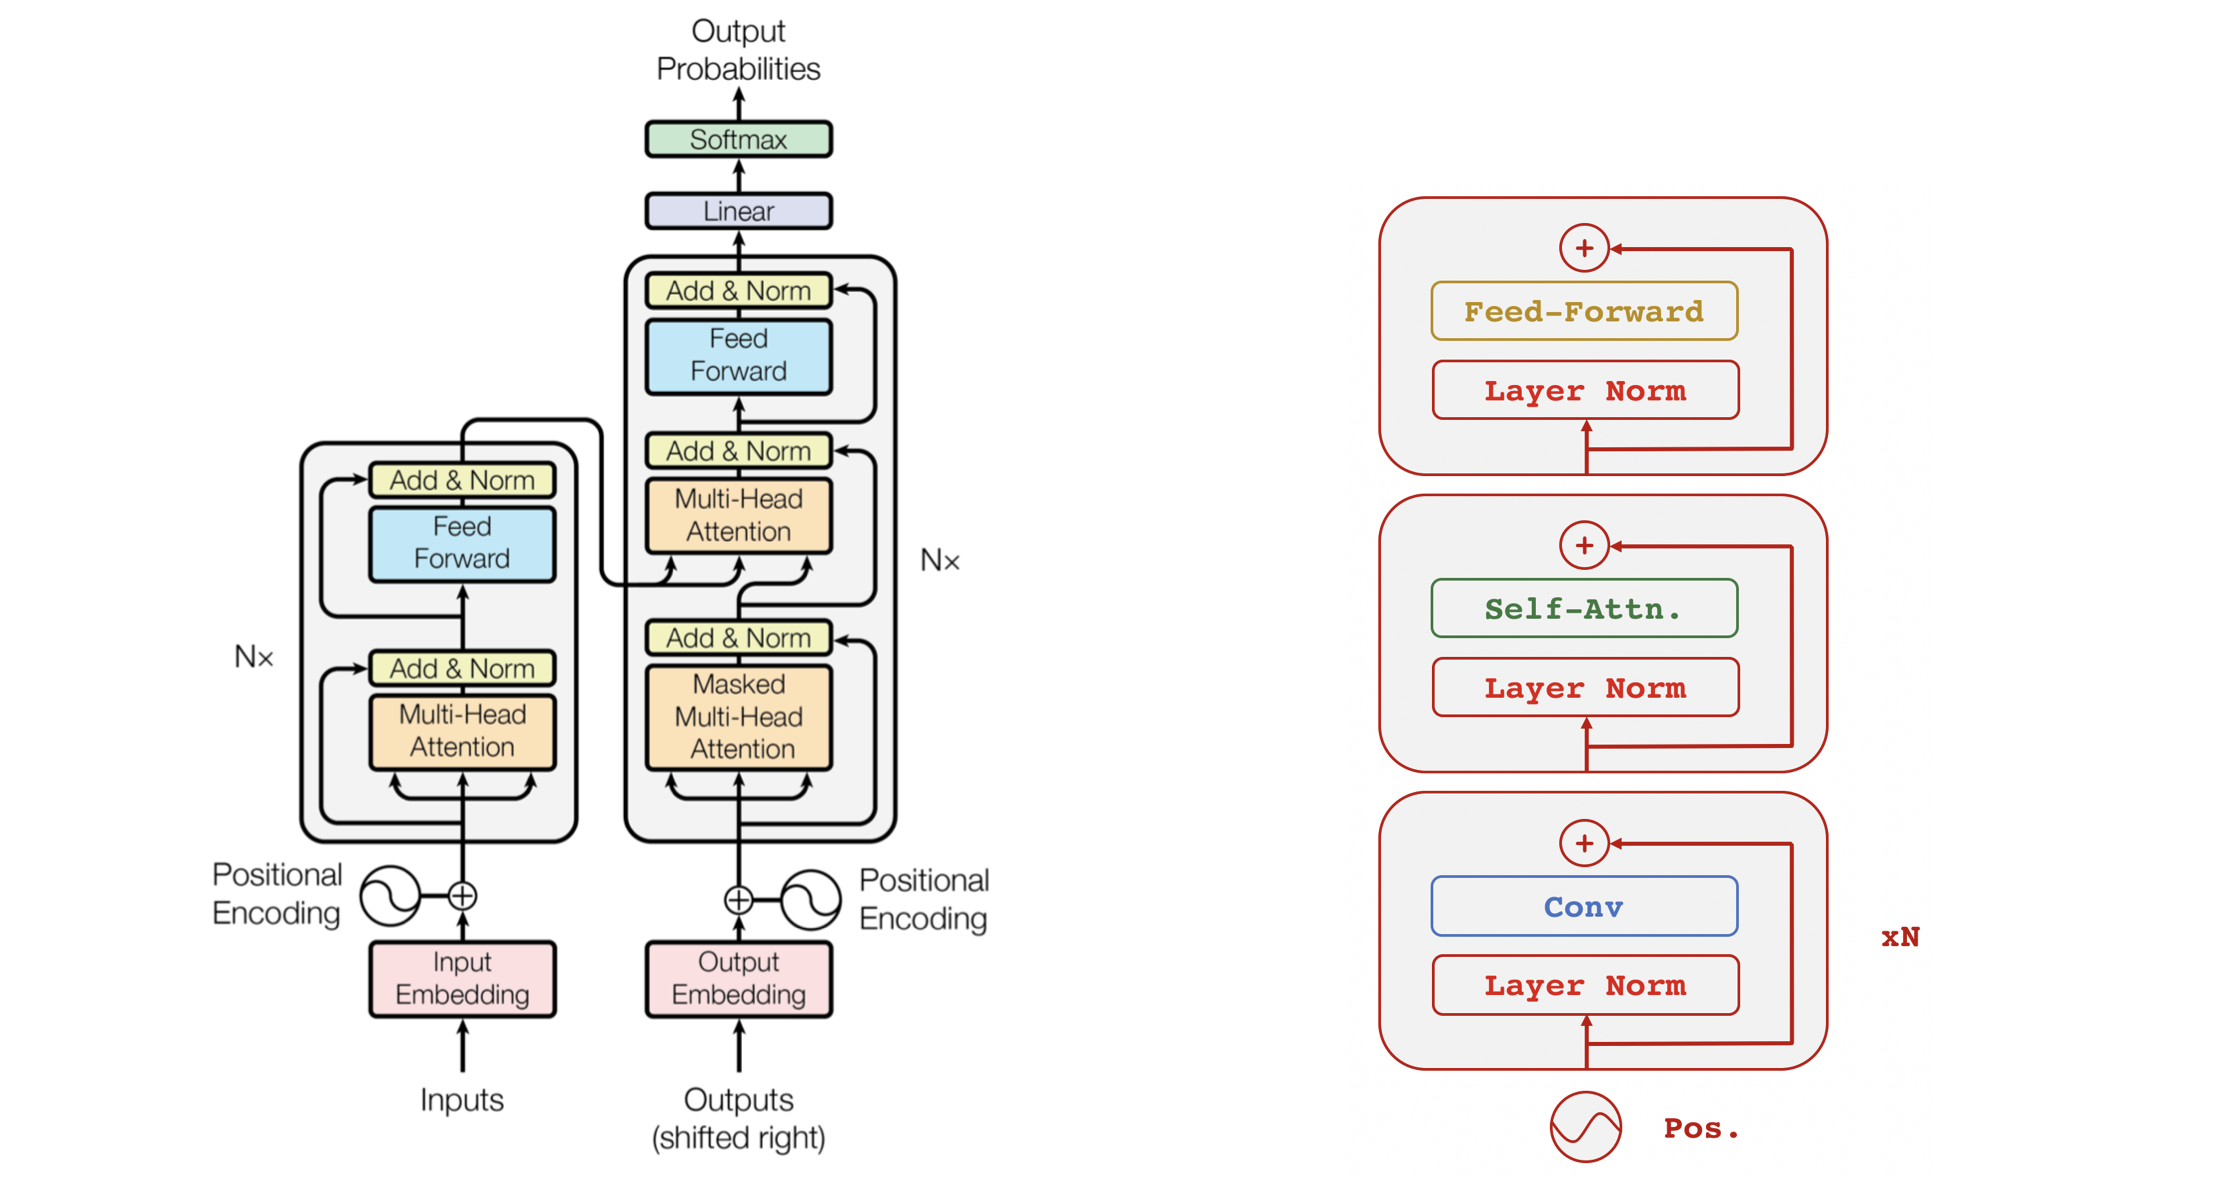 Output
Probabilities
Softmax
Linear
Add & Norm
Feed
Forward
Add & Norm
Multi-Head
Attention
Nx
Add & Norm
Masked
Multi-Head
Attention
Add & Norm
Feed
Forward
Nx
Add & Norm
Multi-Head
Attention
Positional
Encoding
Positional
Encoding
Input
Embedding
Output
Embedding
Inputs
Outputs
(shifted right)
Feed-Forward
Layer Norm
Self-Attn.
Layer Norm
Conv
xN
Layer Norm
Pos.